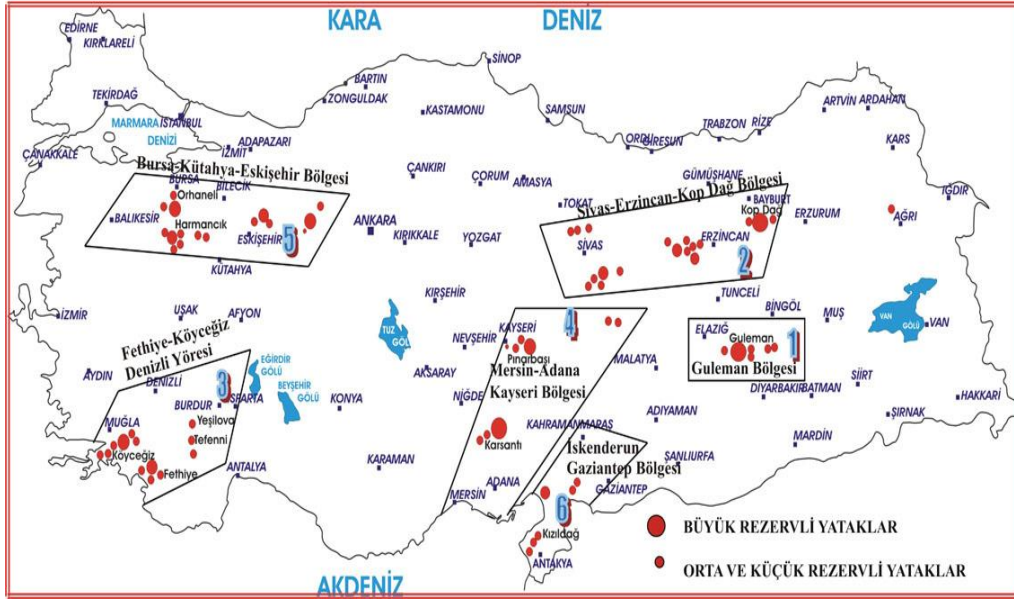 KARA DENİZ
EDİRNE
KIRKLARELİ
SİNOP
BARTIN
ZONGULDAK
KASTAMONU
TEKİRDAĞ
İSTANBUL
MARMARA
DENİZİ
SAMSUN
ARTVİN
ARDAHAN
ORDU
GİRESUN
TRABZON
RİZE
KARS
ÇANAKKALE
İZMİT
ADAPAZARI
Bursa-Kütahya-Eskişehir Bölgesi
BURSA
BİLECİK
Orhaneli
BALIKESİR
Harmancık
ESKİŞEHİR
5
KÜTAHYA
ÇANKIRI
ÇORUM
AMASYA
ANKARA
KIRIKKALE
YOZGAT
TOKAT
GÜMÜŞHANE
Sivas-Erzincan-Kop Dağ Bölgesi
BAYBURT
Kop Dağ
SİVAS
ERZİNCAN
2
ERZURUM
AĞRI
IĞDIR
TUNCELİ
BİNGÖL
MUŞ
VAN
GÖLÜ
VAN
İZMİR
UŞAK
AFYON
KIRŞEHİR
TUZ
GÖLÜ
NEVŞEHİR
KAYSERİ
4
Pınarbaşı
Mersin-Adana
Kayseri Bölgesi
MALATYA
ELAZIĞ
Guleman
1
Guleman Bölgesi
DİYARBAKIR
BATMAN
SİİRT
ŞIRNAK
HAKKARİ
Fethiye-Köyceğiz
Denizli Yöresi
EĞİRDİR
GÖLÜ
BEYŞEHİR
GÖLÜ
AYDIN
DENİZLİ
3
BURDUR
ISPARTA
MUĞLA
Yeşilova
Tefenni
Köyceğiz
Fethiye
ANTALYA
AKSARAY
KONYA
NİĞDE
KARAMAN
Karsantı
ADANA
MERSİN
KAHRAMANMARAŞ
ADIYAMAN
İskenderun
Gaziantep Bölgesi
ŞANLIURFA
MARDİN
GAZİANTEP
6
Kızıldağ
ANTAKYA
BÜYÜK REZERVLİ YATAKLAR
ORTA VE KÜÇÜK REZERVLİ YATAKLAR
AKDENİZ